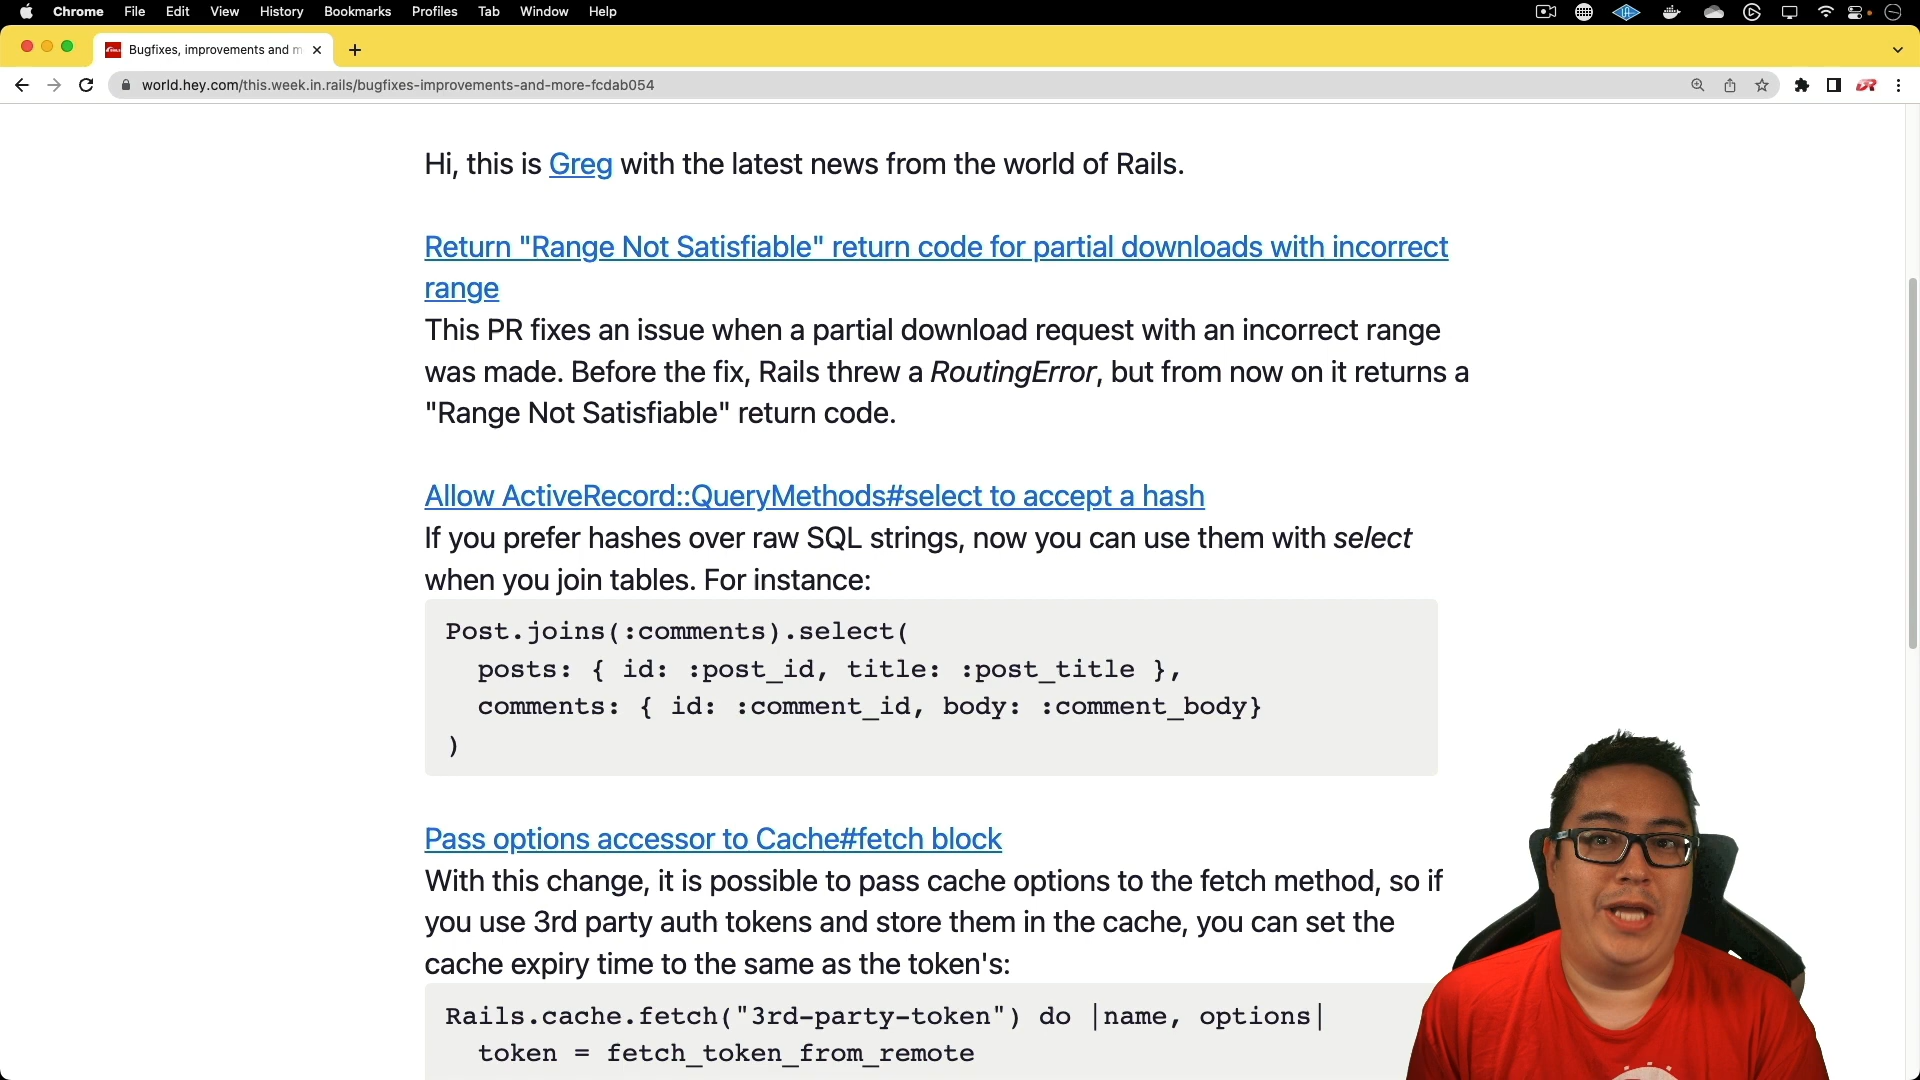 Chrome File Edit View History Bookmarks Profiles Tab Window Help
Bugfixes, improvements and m
world.hey.com/this.week.in.rails/bugfixes-improvements-and-more-fcdab054
Hi, this is Greg with the latest news from the world of Rails.
Return "Range Not Satisfiable" return code for partial downloads with incorrect
range
This PR fixes an issue when a partial download request with an incorrect range
was made. Before the fix, Rails threw a RoutingError, but from now on it returns a
"Range Not Satisfiable" return code.
Allow ActiveRecord::QueryMethods#select to accept a hash
If you prefer hashes over raw SQL strings, now you can use them with select
when you join tables. For instance:
Post.joins(:comments).select(
posts: { id: :post_id, title: :post_title },
comments: { id: :comment_id, body: :comment_body}
)
Pass options accessor to Cache#fetch block
With this change, it is possible to pass cache options to the fetch method, so if
you use 3rd party auth tokens and store them in the cache, you can set the
cache expiry time to the same as the token's:
Rails.cache.fetch("3rd-party-token") do |name, options|
token = fetch_token_from_remote